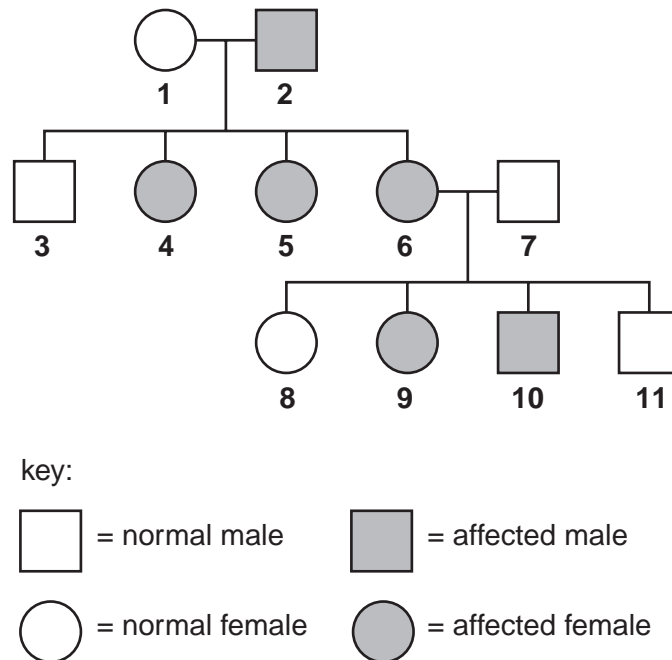 1 2
3 4 5 6 7
8 9 10 11
key:
= normal male = affected male
= normal female = affected female